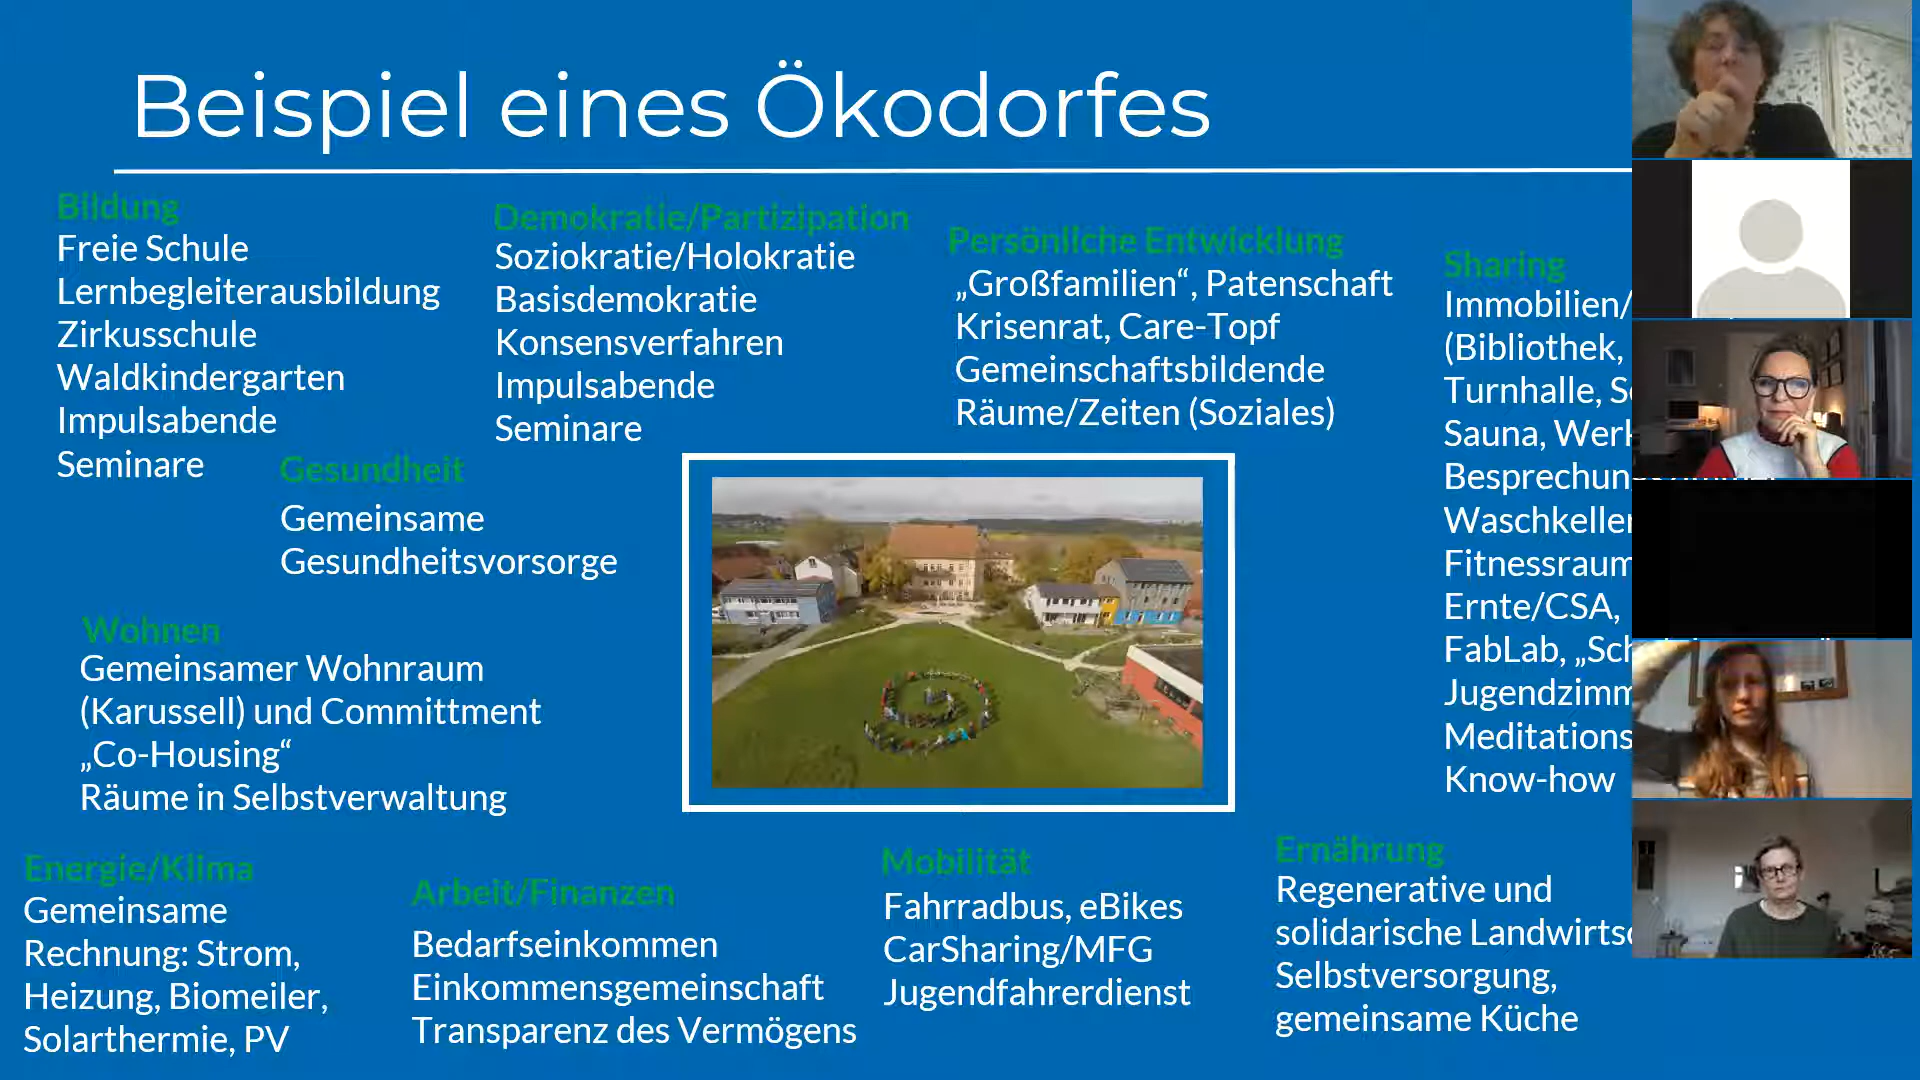 Beispiel eines Ökodorfes
Bildung
Freie Schule
Lernbegleiterausbildung
Zirkusschule
Waldkindergarten
Impulsabende
Seminare
Demokratie/Partizipation
Soziokratie/Holokratie
Basisdemokratie
Konsensverfahren
Impulsabende
Seminare
Persönliche Entwicklung
„Großfamilien“, Patenschaft
Krisenrat, Care-Topf
Gemeinschaftsbildende
Räume/Zeiten (Soziales)
Sharing
Immobilien/
(Bibliothek,
Turnhalle,
Sauna,
Waschkeller
Fitnessraum
Ernte/CSA,
FabLab,
Know-how
Gesundheit
Gemeinsame
Gesundheitsvorsorge
Wohnen
Gemeinsamer Wohnraum
(Karussell) und Committment
„Co-Housing“
Räume in Selbstverwaltung
Energie/Klima
Gemeinsame
Rechnung: Strom,
Heizung, Biomeiler,
Solarthermie, PV
Arbeit/Finanzen
Bedarfseinkommen
Einkommensgemeinschaft
Transparenz des Vermögens
Mobilität
Fahrradbus, eBikes
CarSharing/MFG
Jugendfahrerdienst
Ernährung
Regenerative und
solidarische
Selbstversorgung,
gemeinsame Küche